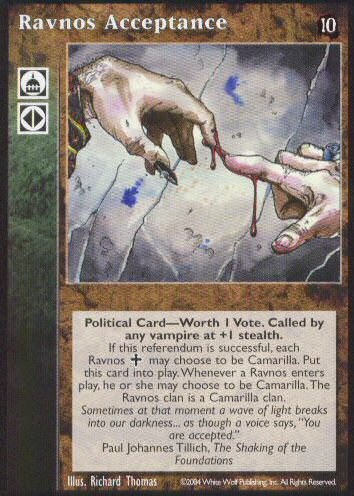 Ravnos Acceptance 10
Political Card—Worth 1 Vote. Called by
any vampire at +1 stealth.
If this referendum is successful, each
Ravnos may choose to be Camarilla. Put
this card into play. Whenever a Ravnos enters
play, he or she may choose to be Camarilla. The
Ravnos clan is a Camarilla clan.
Sometimes at that moment a wave of light breaks
into our darkness... as though a voice says, "You
are accepted."
Paul Johannes Tillich, The Shaking of the
Foundations
Illus. Richard Thomas ©2004 White Wolf Publishing, Inc. All Rights Reserved.